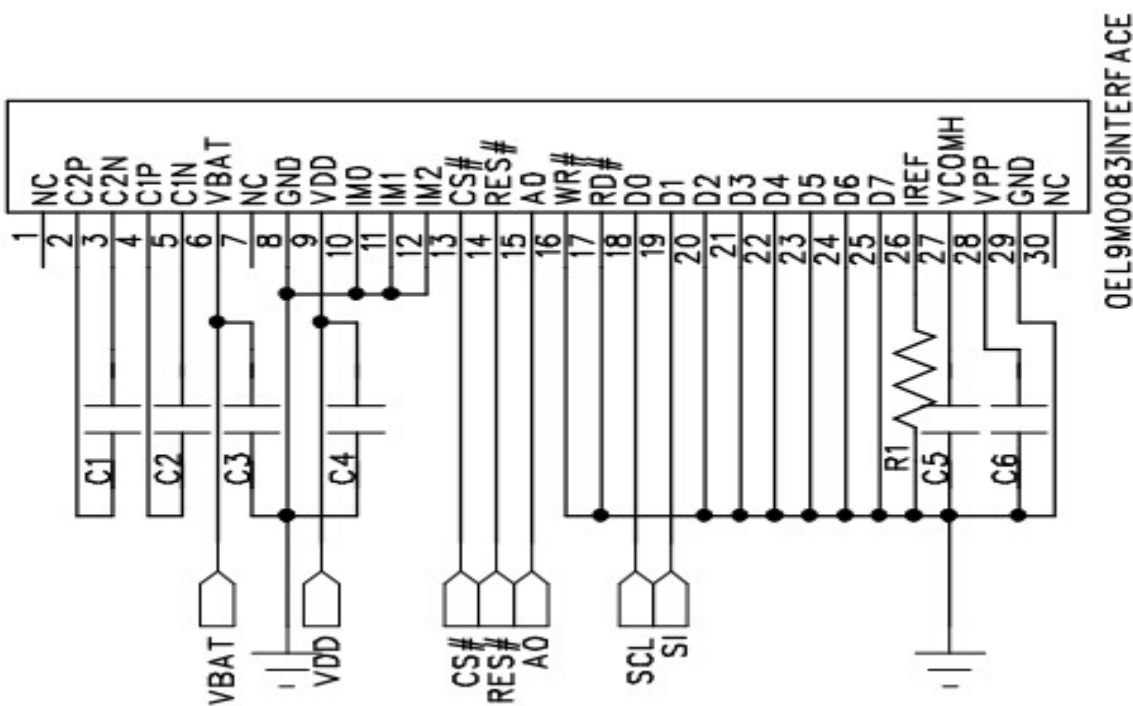 OEL9M0083INTERFACE
NC
C2P
C2N
C1P
C1N
VBAT
NC
GND
VDD
IM0
IM1
IM2
CS#
RES#
A0
WR#
RD#
D0
D1
D2
D3
D4
D5
D6
D7
IREF
VCOMH
VPP
GND
NC
1
2
3
4
5
6
7
8
9
10
11
12
13
14
15
16
17
18
19
20
21
22
23
24
25
26
27
28
29
30
C1
C2
C3
C4
R1
C5
C6
VBAT
VDD
CS#
RES#
A0
SCL
SI